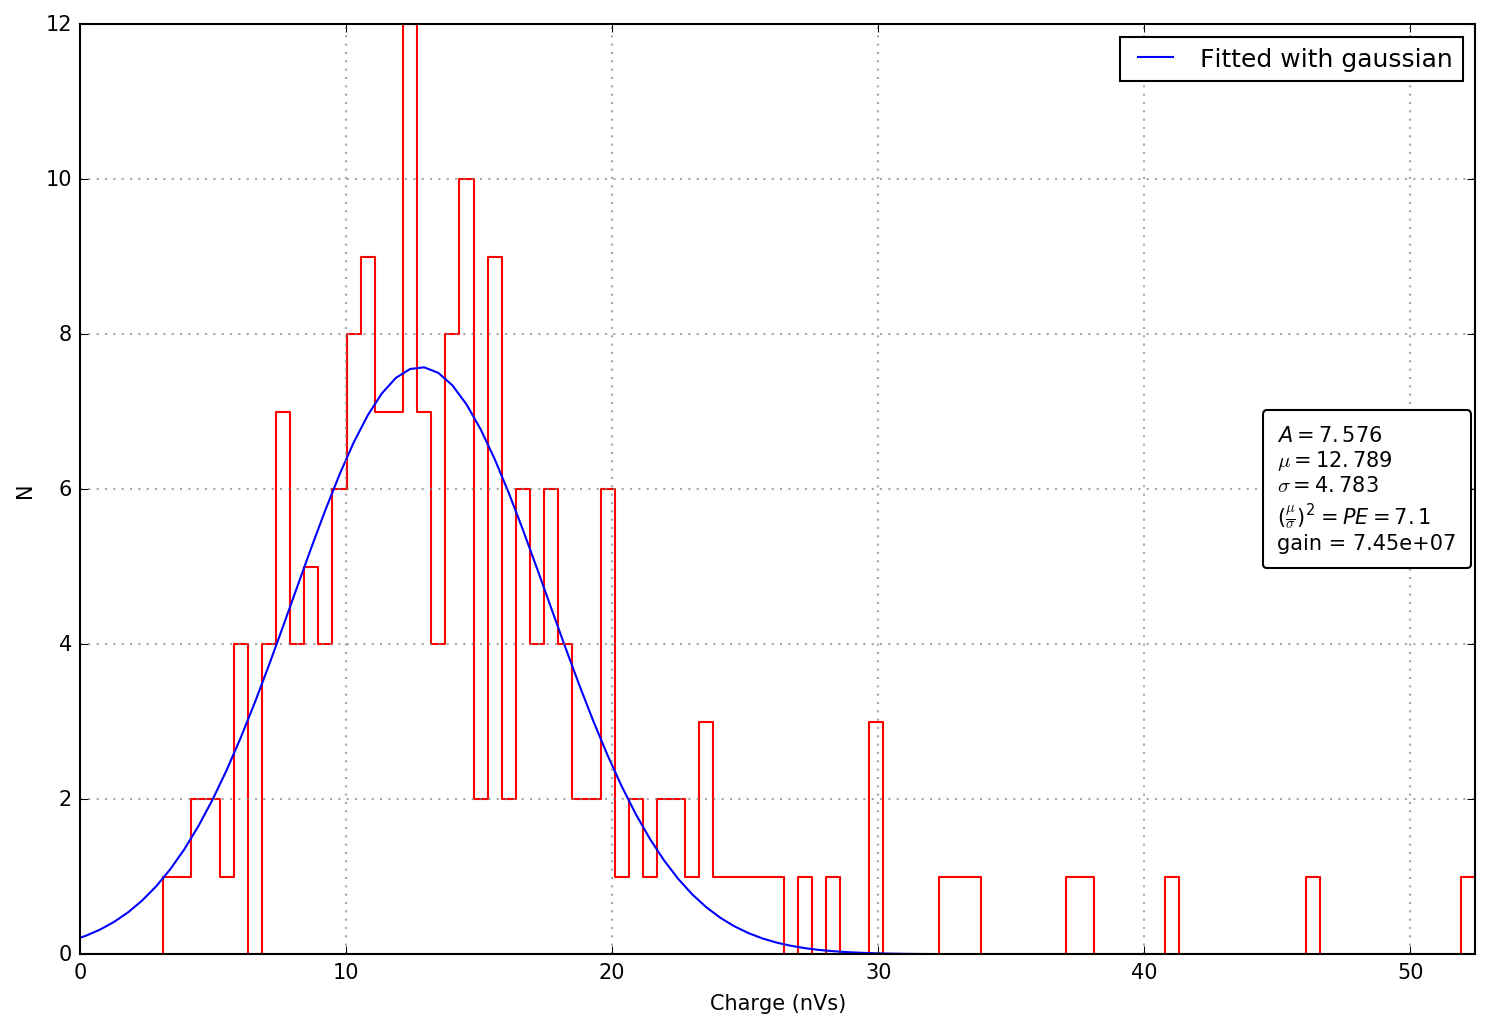 Fitted with gaussian
12
10
8
6
4
2
0
N
A = 7.576
μ = 12.789
σ = 4.783
(μ/σ)² = PE = 7.1
gain = 7.45e+07
0 10 20 30 40 50
Charge (nVs)